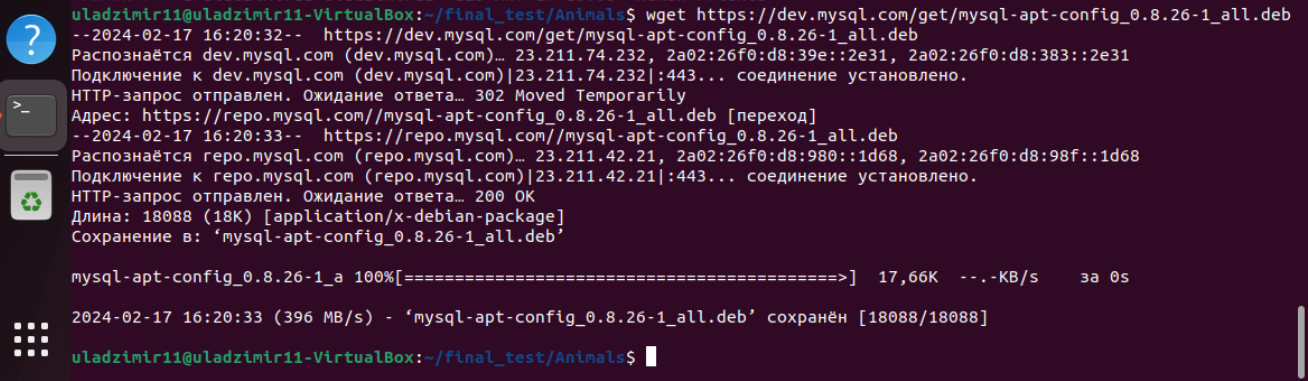 uladzimir11@uladzimir11-VirtualBox:~/final_test/Animals$ wget https://dev.mysql.com/get/mysql-apt-config_0.8.26-1_all.deb
--2024-02-17 16:20:32--  https://dev.mysql.com/get/mysql-apt-config_0.8.26-1_all.deb
Распознаётся dev.mysql.com (dev.mysql.com)… 23.211.74.232, 2a02:26f0:d8:39e::2e31, 2a02:26f0:d8:383::2e31
Подключение к dev.mysql.com (dev.mysql.com)|23.211.74.232|:443... соединение установлено.
HTTP-запрос отправлен. Ожидание ответа… 302 Moved Temporarily
Адрес: https://repo.mysql.com//mysql-apt-config_0.8.26-1_all.deb [переход]
--2024-02-17 16:20:33--  https://repo.mysql.com//mysql-apt-config_0.8.26-1_all.deb
Распознаётся repo.mysql.com (repo.mysql.com)… 23.211.42.21, 2a02:26f0:d8:980::1d68, 2a02:26f0:d8:98f::1d68
Подключение к repo.mysql.com (repo.mysql.com)|23.211.42.21|:443... соединение установлено.
HTTP-запрос отправлен. Ожидание ответа… 200 OK
Длина: 18088 (18K) [application/x-debian-package]
Сохранение в: ‘mysql-apt-config_0.8.26-1_all.deb’
mysql-apt-config_0.8.26-1_a 100%[===========================================>]  17,66K  --.-KB/s    за 0s
2024-02-17 16:20:33 (396 MB/s) - ‘mysql-apt-config_0.8.26-1_all.deb’ сохранён [18088/18088]
uladzimir11@uladzimir11-VirtualBox:~/final_test/Animals$